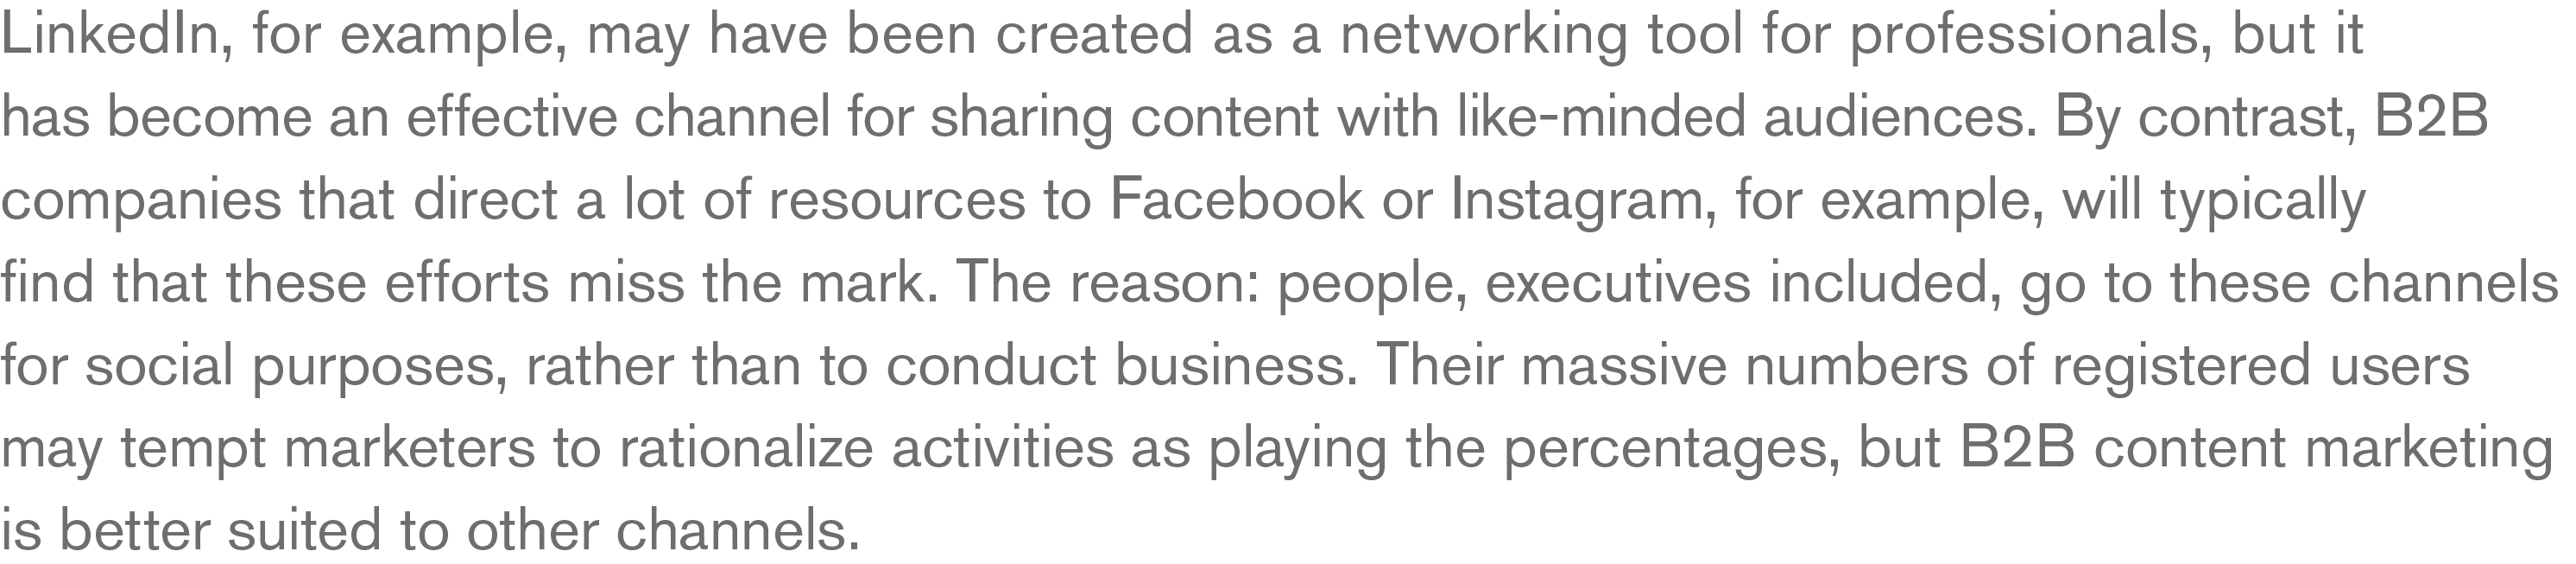 LinkedIn, for example, may have been created as a networking tool for professionals, but it
has become an effective channel for sharing content with like-minded audiences. By contrast, B2B
companies that direct a lot of resources to Facebook or Instagram, for example, will typically
find that these efforts miss the mark. The reason: people, executives included, go to these channels
for social purposes, rather than to conduct business. Their massive numbers of registered users
may tempt marketers to rationalize activities as playing the percentages, but B2B content marketing
is better suited to other channels.